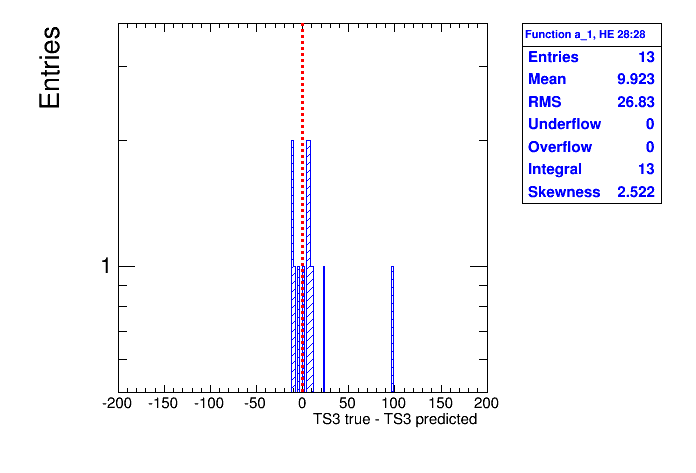 Entries
1
-200 -150 -100 -50 0 50 100 150 200
TS3 true - TS3 predicted
Function a_1, HE 28:28
Entries 13
Mean 9.923
RMS 26.83
Underflow 0
Overflow 0
Integral 13
Skewness 2.522